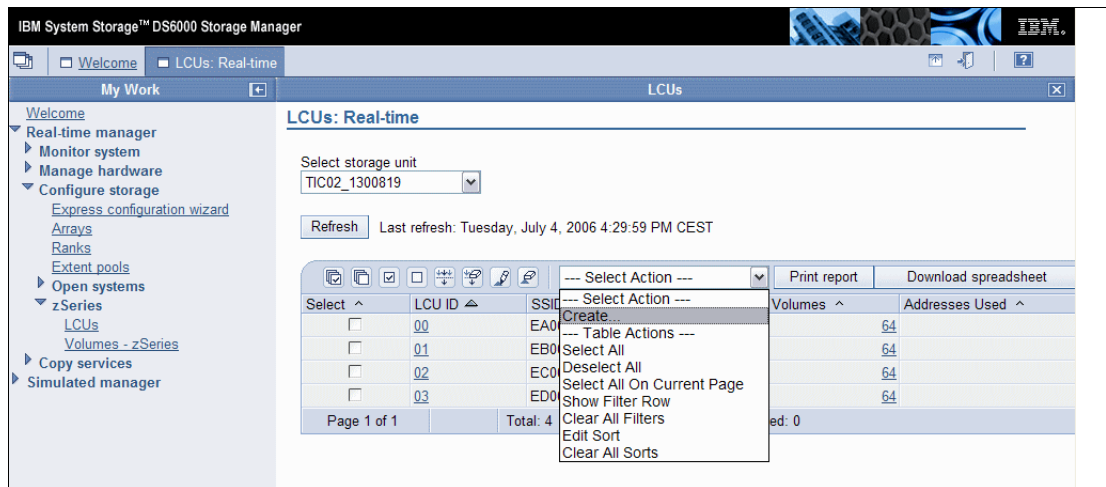 IBM System Storage™ DS6000 Storage Manager
IBM.
Welcome
LCUs: Real-time
?
My Work
LCUs
Welcome
Real-time manager
Monitor system
Manage hardware
Configure storage
Express configuration wizard
Arrays
Ranks
Extent pools
Open systems
zSeries
LCUs
Volumes - zSeries
Copy services
Simulated manager
LCUs: Real-time
Select storage unit
TIC02_1300819
Refresh Last refresh: Tuesday, July 4, 2006 4:29:59 PM CEST
--- Select Action --- Print report Download spreadsheet
Select LCU ID SSID Volumes Addresses Used
00 EA0 64
01 EB0 64
02 EC0 64
03 ED0 64
Page 1 of 1 Total: 4 ed: 0
--- Select Action ---
Create...
--- Table Actions ---
Select All
Deselect All
Select All On Current Page
Show Filter Row
Clear All Filters
Edit Sort
Clear All Sorts